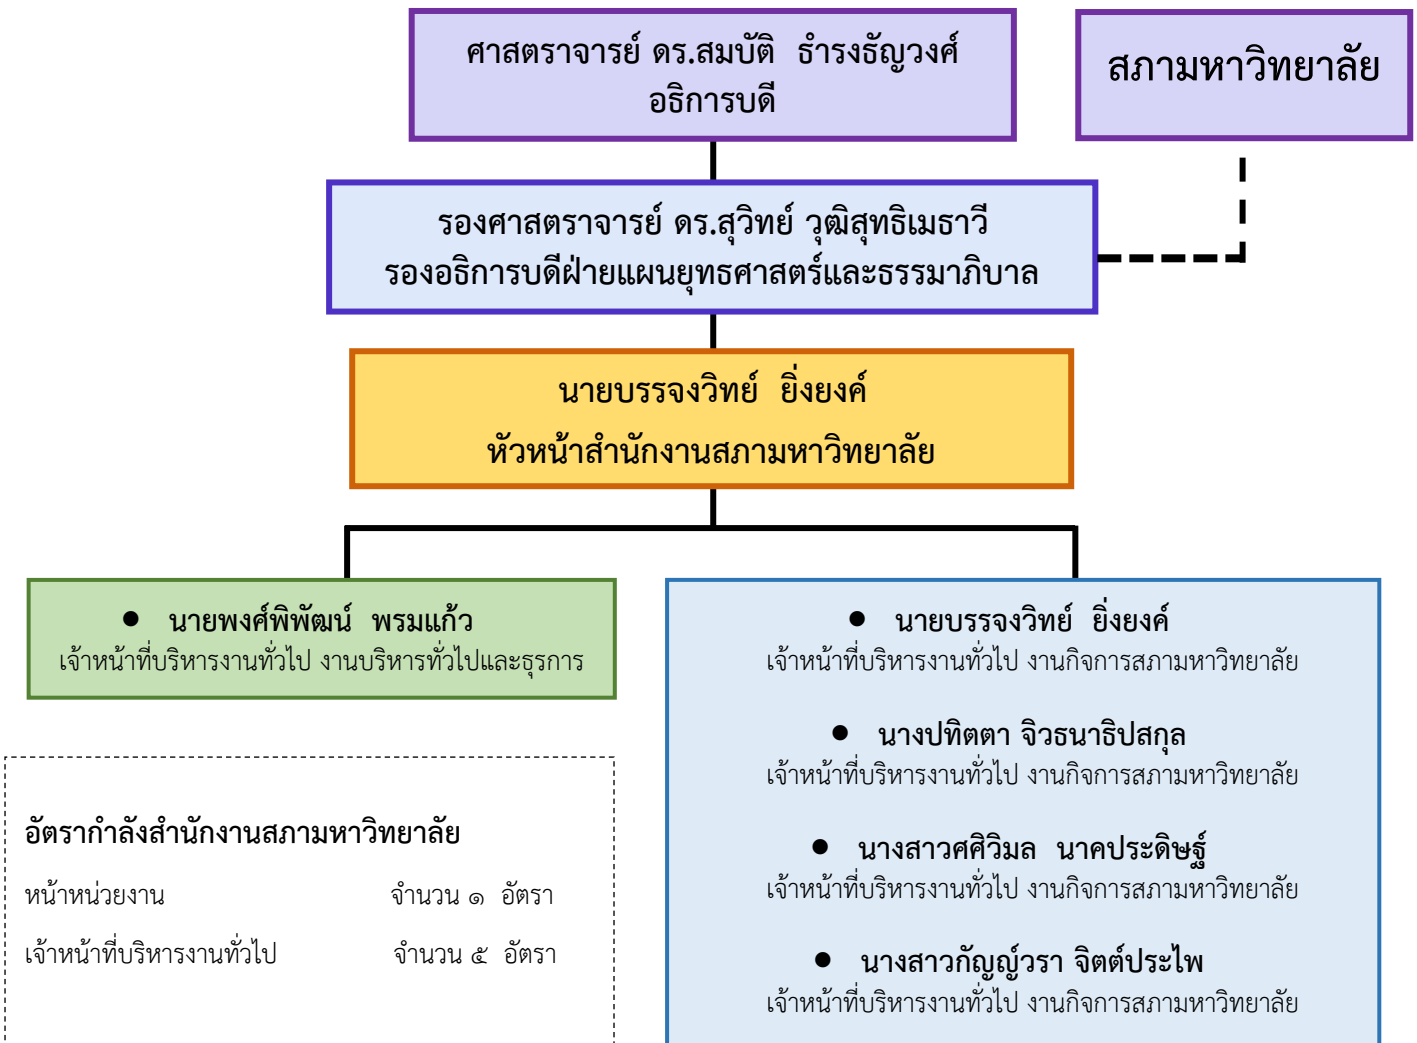 ศาสตราจารย์ ดร.สมบัติ ธำรงธัญวงศ์
อธิการบดี
สภามหาวิทยาลัย
รองศาสตราจารย์ ดร.สุวิทย์ วุฒิสุทธิเมธาวี
รองอธิการบดีฝ่ายแผนยุทธศาสตร์และธรรมาภิบาล
นายบรรจงวิทย์ ยิ่งยงค์
หัวหน้าสำนักงานสภามหาวิทยาลัย
● นายพงศ์พิพัฒน์ พรมแก้ว
เจ้าหน้าที่บริหารงานทั่วไป งานบริหารทั่วไปและธุรการ
● นายบรรจงวิทย์ ยิ่งยงค์
เจ้าหน้าที่บริหารงานทั่วไป งานกิจการสภามหาวิทยาลัย
● นางปทิตตา จิวธนาธิปสกุล
เจ้าหน้าที่บริหารงานทั่วไป งานกิจการสภามหาวิทยาลัย
● นางสาวศศิวิมล นาคประดิษฐ์
เจ้าหน้าที่บริหารงานทั่วไป งานกิจการสภามหาวิทยาลัย
● นางสาวกัญญ์วรา จิตต์ประไพ
เจ้าหน้าที่บริหารงานทั่วไป งานกิจการสภามหาวิทยาลัย
อัตรากำลังสำนักงานสภามหาวิทยาลัย
หน้าหน่วยงาน จำนวน ๑ อัตรา
เจ้าหน้าที่บริหารงานทั่วไป จำนวน ๕ อัตรา